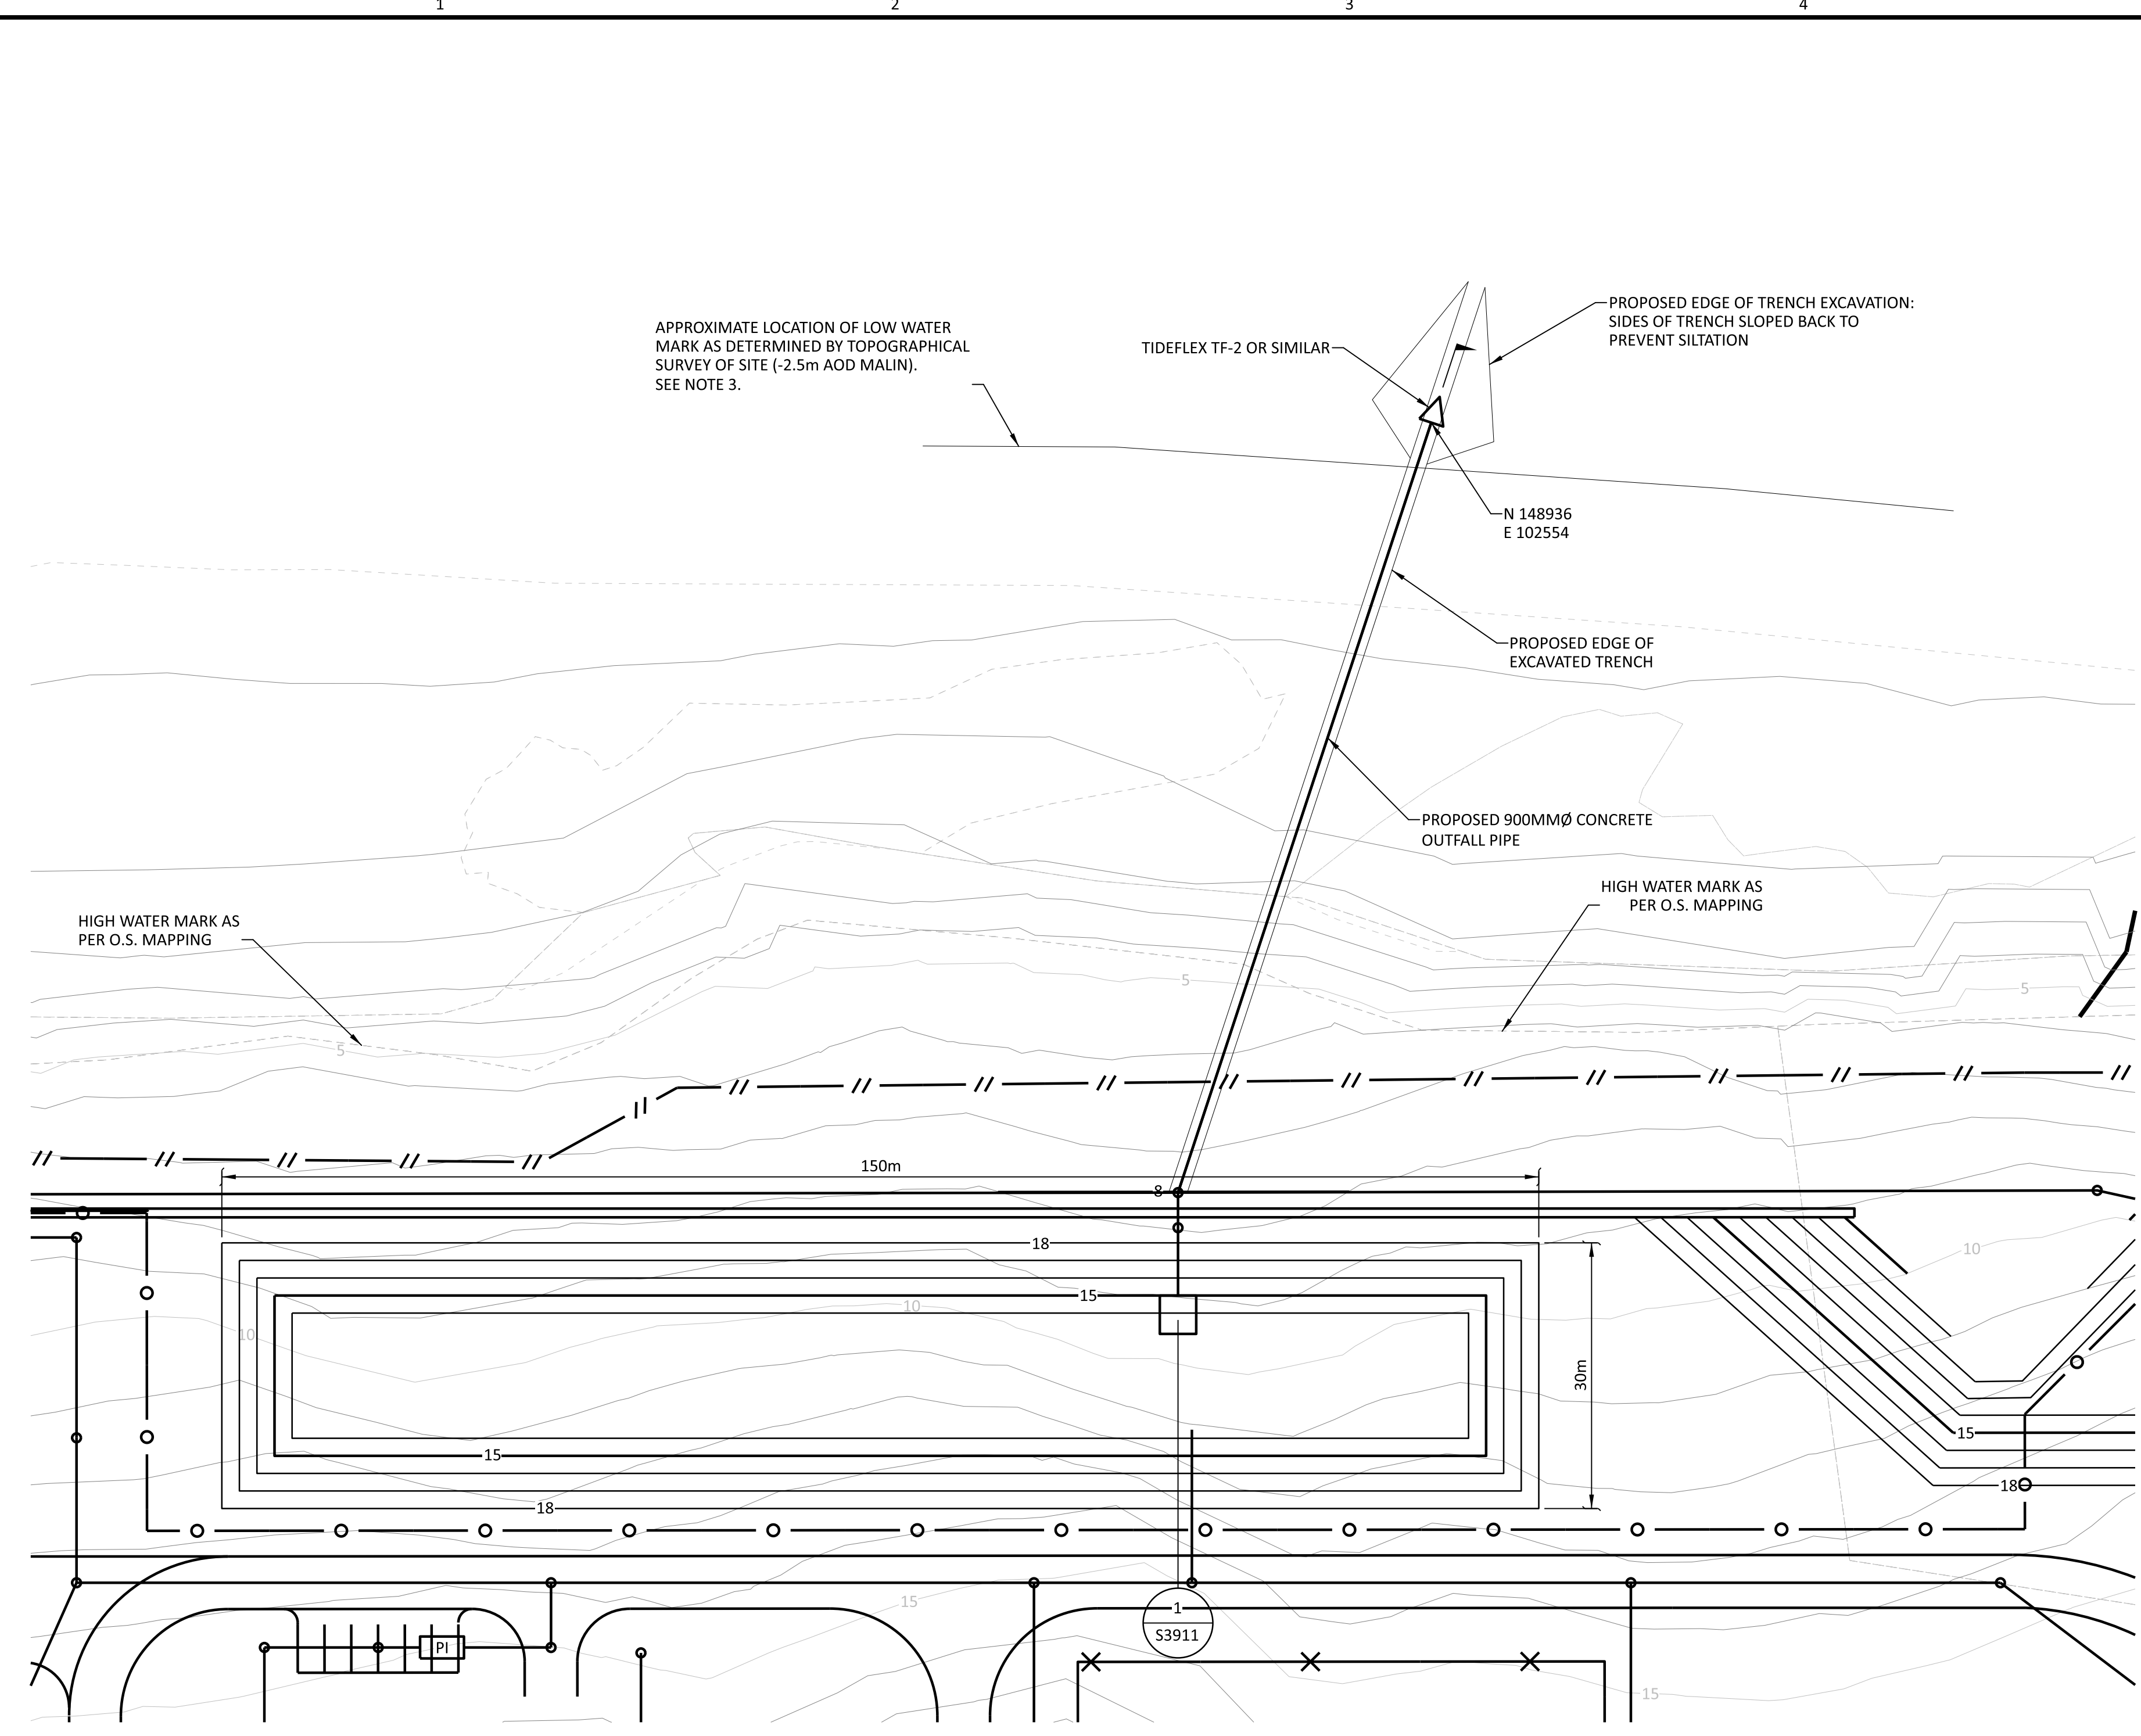 1
2
3
4
PROPOSED EDGE OF TRENCH EXCAVATION:
SIDES OF TRENCH SLOPED BACK TO
PREVENT SILTATION
APPROXIMATE LOCATION OF LOW WATER
MARK AS DETERMINED BY TOPOGRAPHICAL
SURVEY OF SITE (-2.5m AOD MALIN).
SEE NOTE 3.
TIDEFLEX TF-2 OR SIMILAR
N 148936
E 102554
PROPOSED EDGE OF
EXCAVATED TRENCH
PROPOSED 900MMØ CONCRETE
OUTFALL PIPE
HIGH WATER MARK AS
PER O.S. MAPPING
HIGH WATER MARK AS
PER O.S. MAPPING
5
5
5
150m
8
18
10
15
10
10
30m
15
15
18
18
15
1
S3911
PI
15